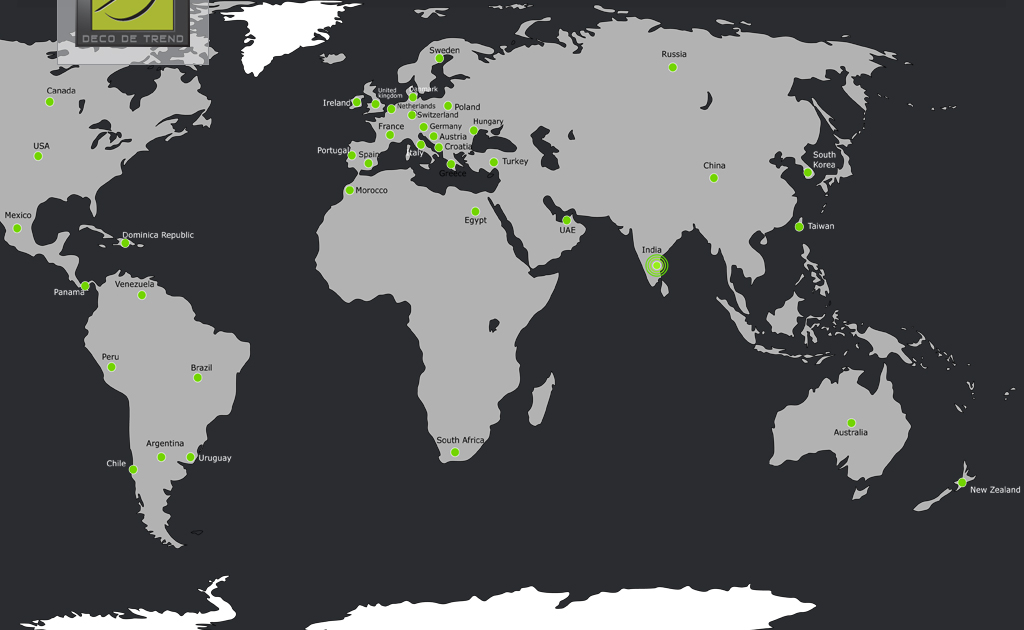 DECO DE TREND
Sweden
Russia
Canada
United
kingdom
Danmark
Ireland
Netherlands
Poland
Switzerland
Hungary
France
Germany
Austria
USA
Portugal
Spain
Italy
Croatia
Greece
Turkey
China
South
Korea
Morocco
Mexico
Dominica Republic
Egypt
UAE
Taiwan
India
Panama
Venezuela
Peru
Brazil
Argentina
South Africa
Australia
Chile
Uruguay
New Zealand